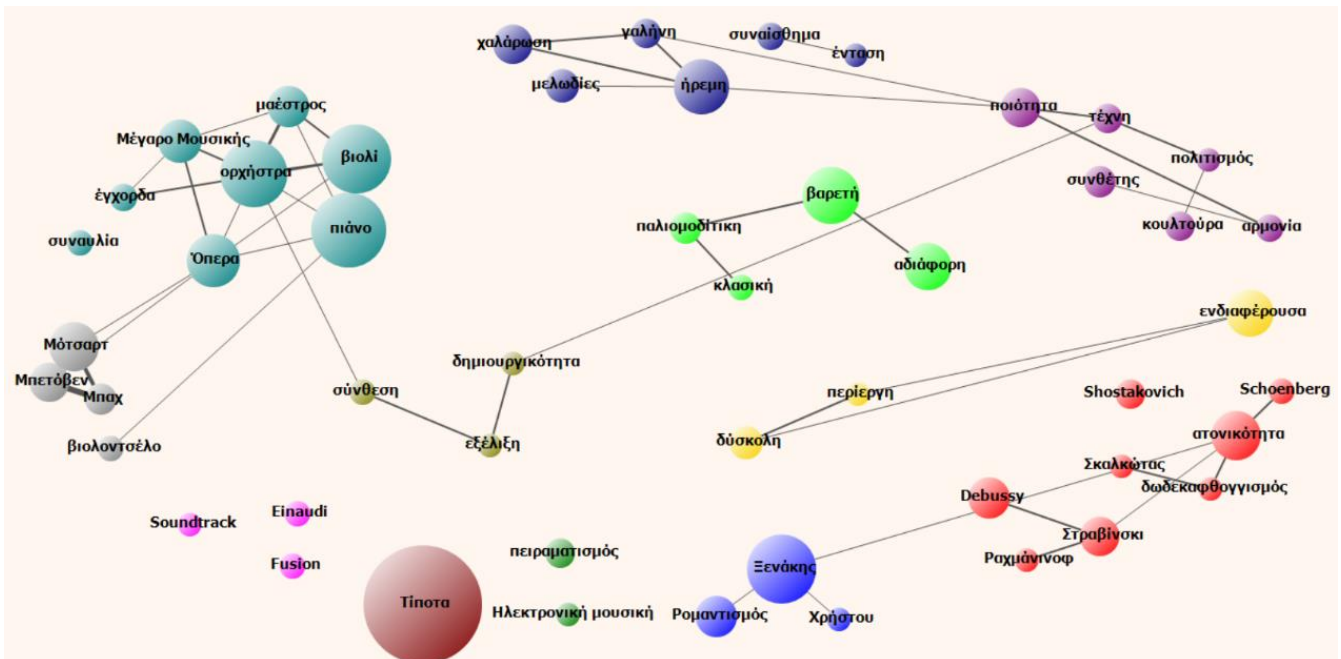 χαλάρωση
γαλήνη
συναίσθημα
ένταση
μελωδίες
ήρεμη
μαέστρος
Μέγαρο Μουσικής
βιολί
ορχήστρα
έγχορδα
συναυλία
πιάνο
Όπερα
ποιότητα
τέχνη
πολιτισμός
συνθέτης
κουλτούρα
αρμονία
βαρετή
παλιομοδίτικη
αδιάφορη
κλασική
ενδιαφέρουσα
Μότσαρτ
Μπετόβεν
Μπαχ
βιολοντσέλο
δημιουργικότητα
σύνθεση
εξέλιξη
περίεργη
δύσκολη
Shostakovich
Schoenberg
ατονικότητα
Σκαλκώτας
δωδεκαφθογγισμός
Debussy
Στραβίνσκι
Ραχμάνινοφ
Soundtrack
Einaudi
Fusion
Τίποτα
πειραματισμός
Ηλεκτρονική μουσική
Ξενάκης
Ρομαντισμός
Χρήστου